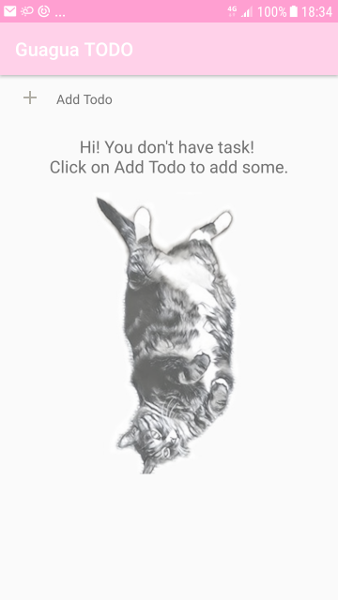 ... 4G 100% 18:34
Guagua TODO
Add Todo
Hi! You don't have task!
Click on Add Todo to add some.